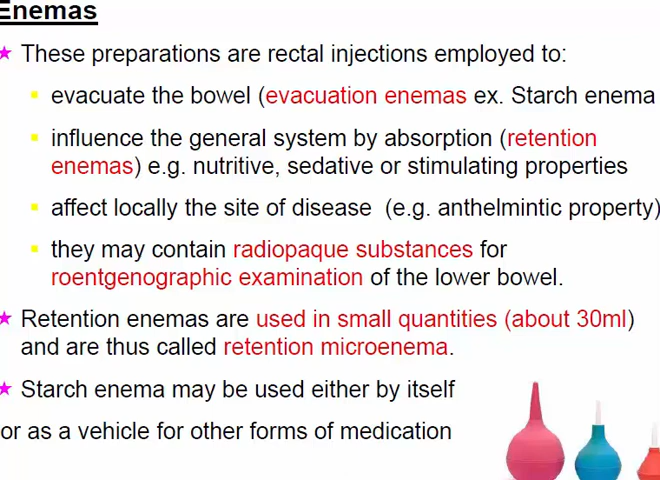 Enemas
These preparations are rectal injections employed to:
evacuate the bowel (evacuation enemas ex. Starch enema
influence the general system by absorption (retention
enemas) e.g. nutritive, sedative or stimulating properties
affect locally the site of disease (e.g. anthelmintic property)
they may contain radiopaque substances for
roentgenographic examination of the lower bowel.
Retention enemas are used in small quantities (about 30ml)
and are thus called retention microenema.
Starch enema may be used either by itself
or as a vehicle for other forms of medication